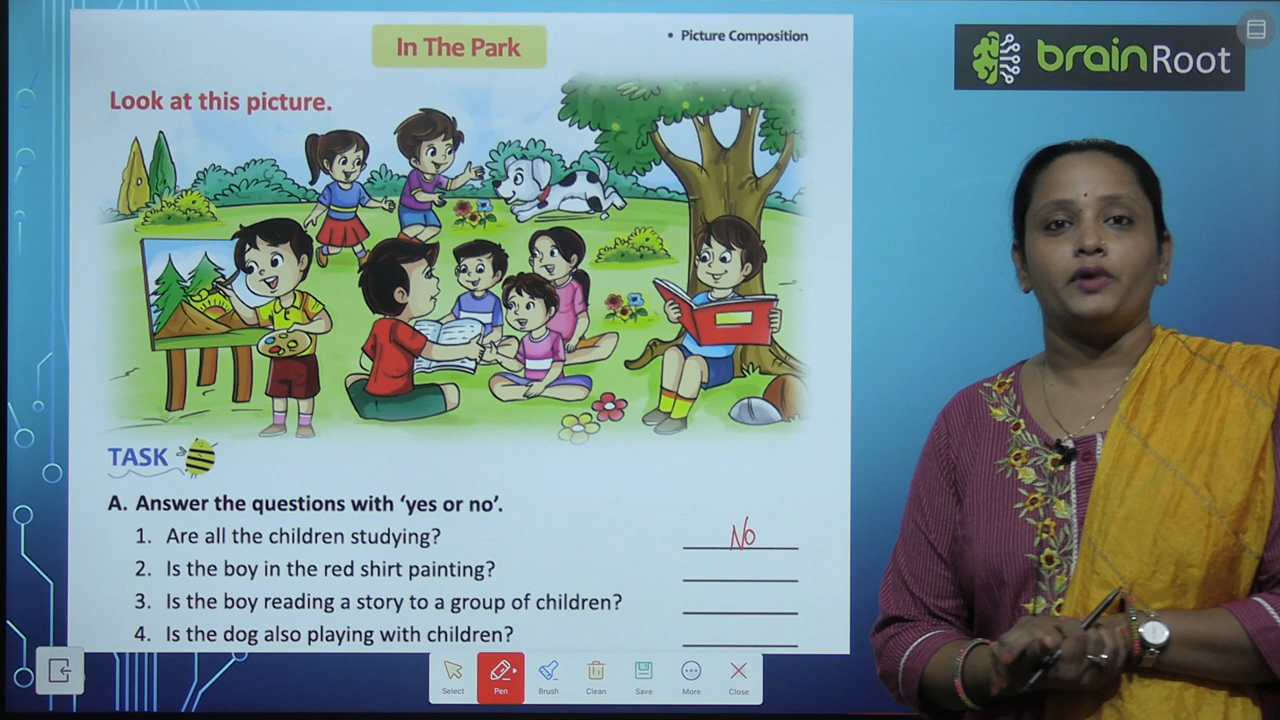 In The Park
• Picture Composition
brainRoot
Look at this picture.
TASK
A. Answer the questions with ‘yes or no’.
1. Are all the children studying? No
2. Is the boy in the red shirt painting?
3. Is the boy reading a story to a group of children?
4. Is the dog also playing with children?
Select Pen Brush Clean Save More Close